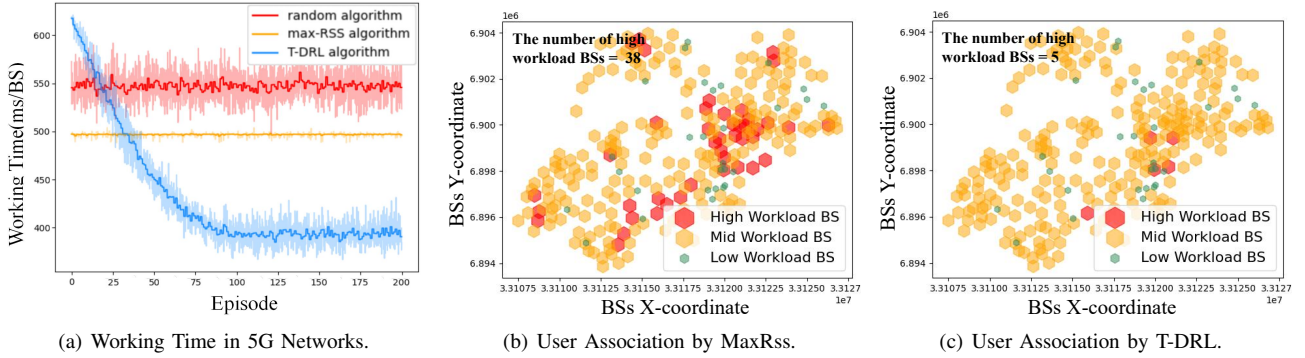 random algorithm
max-RSS algorithm
T-DRL algorithm
600
550
500
450
400
Working Time(ms/BS)
0 25 50 75 100 125 150 175 200
Episode
(a) Working Time in 5G Networks.
1e6
6.904
6.902
6.900
6.898
6.896
6.894
BSs Y-coordinate
The number of high
workload BSs = 38
High Workload BS
Mid Workload BS
Low Workload BS
3.31075 3.31100 3.31125 3.31150 3.31175 3.31200 3.31225 3.31250 3.3127
1e7
BSs X-coordinate
(b) User Association by MaxRss.
1e6
6.904
6.902
6.900
6.898
6.896
6.894
BSs Y-coordinate
The number of high
workload BSs = 5
High Workload BS
Mid Workload BS
Low Workload BS
3.31075 3.31100 3.31125 3.31150 3.31175 3.31200 3.31225 3.31250 3.3127
1e7
BSs X-coordinate
(c) User Association by T-DRL.